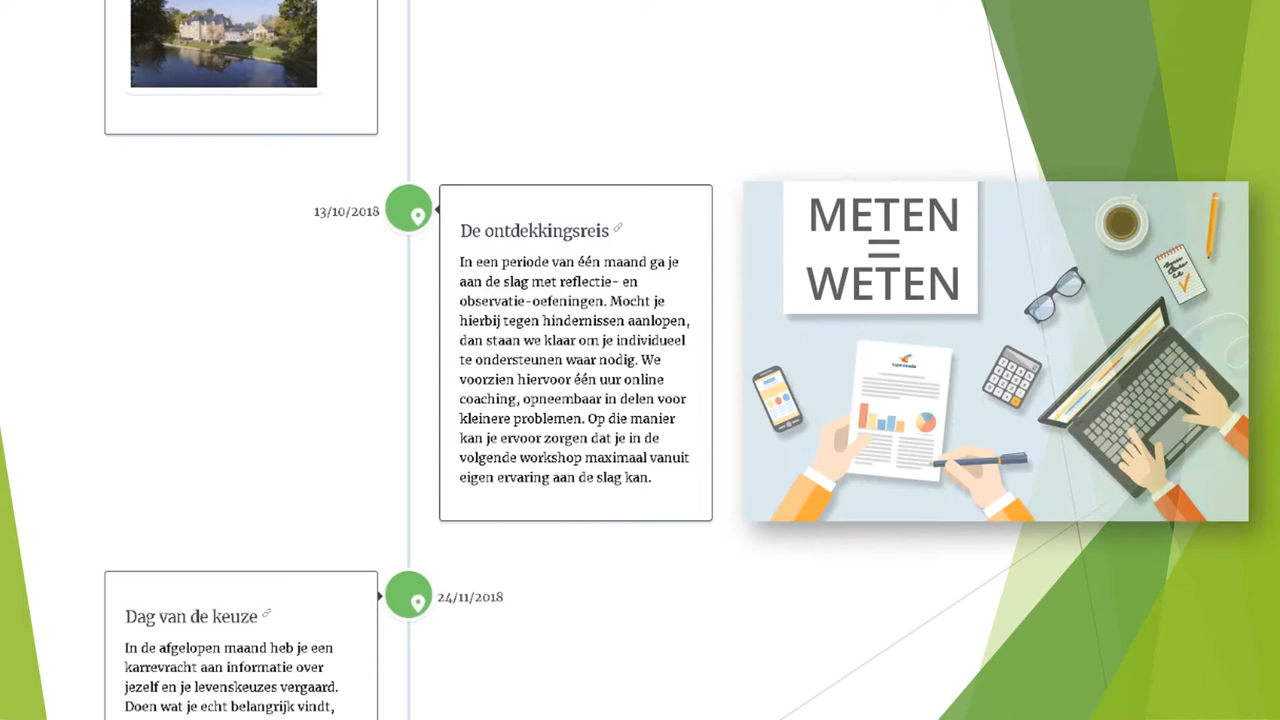 13/10/2018
De ontdekkingsreis
In een periode van één maand ga je
aan de slag met reflectie- en
observatie-oefeningen. Mocht je
hierbij tegen hindernissen aanlopen,
dan staan we klaar om je individueel
te ondersteunen waar nodig. We
voorzien hiervoor één uur online
coaching, opneembaar in delen voor
kleinere problemen. Op die manier
kan je ervoor zorgen dat je in de
volgende workshop maximaal vanuit
eigen ervaring aan de slag kan.
METEN
=
WETEN
24/11/2018
Dag van de keuze
In de afgelopen maand heb je een
karrevracht aan informatie over
jezelf en je levenskeuzes vergaard.
Doen wat je echt belangrijk vindt,